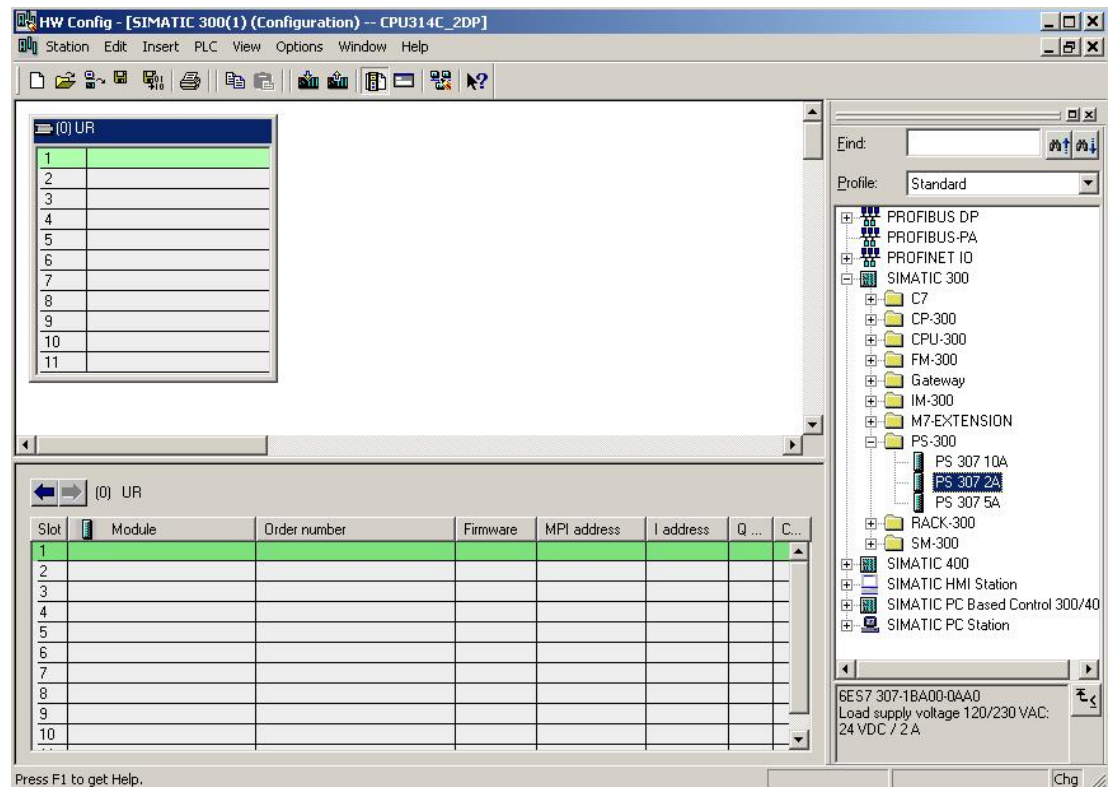 HW Config - [SIMATIC 300(1) (Configuration) -- CPU314C_2DP]
Station Edit Insert PLC View Options Window Help
(0) UR
1
2
3
4
5
6
7
8
9
10
11
(0) UR
Slot Module Order number Firmware MPI address I address Q ... C...
1
2
3
4
5
6
7
8
9
10
Find:
Profile: Standard
PROFIBUS DP
PROFIBUS-PA
PROFINET IO
SIMATIC 300
C7
CP-300
CPU-300
FM-300
Gateway
IM-300
M7-EXTENSION
PS-300
PS 307 10A
PS 307 2A
PS 307 5A
RACK-300
SM-300
SIMATIC 400
SIMATIC HMI Station
SIMATIC PC Based Control 300/40
SIMATIC PC Station
6ES7 307-1BA00-0AA0
Load supply voltage 120/230 VAC:
24 VDC / 2 A
Press F1 to get Help.
Chg